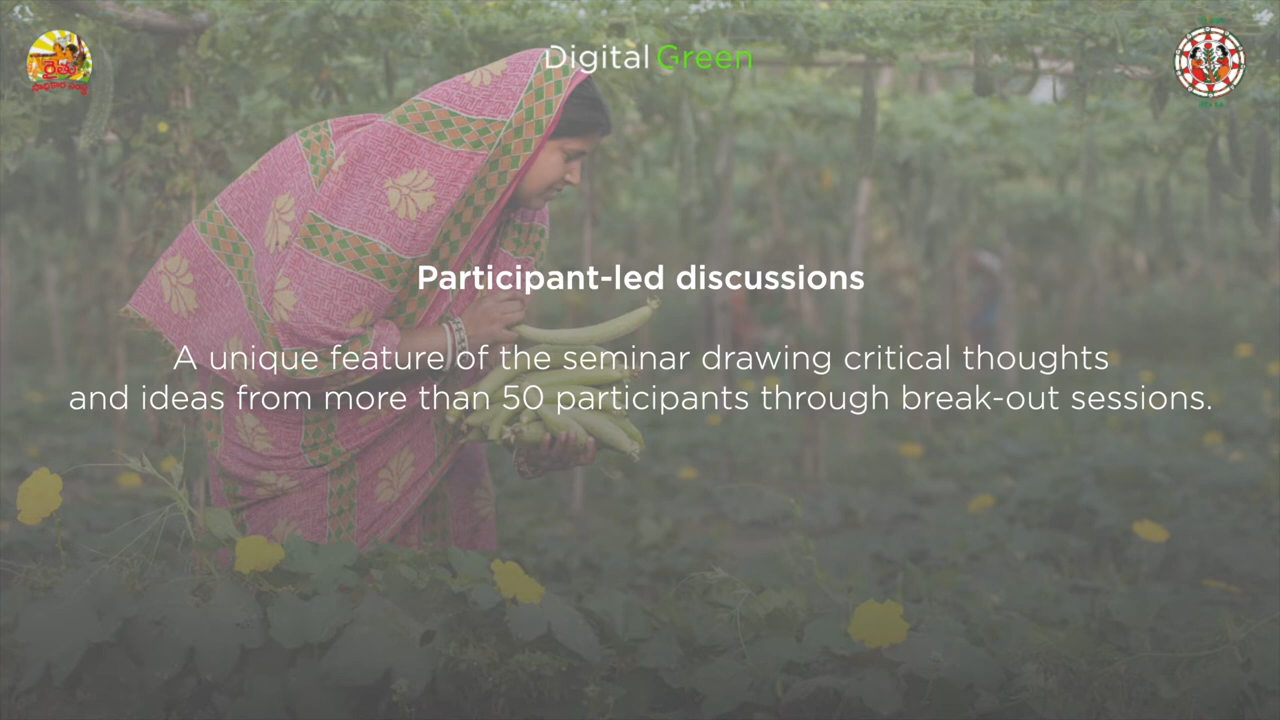 Digital Green
రైతు
సాధికార సంస్థ
Participant-led discussions
A unique feature of the seminar drawing critical thoughts
and ideas from more than 50 participants through break-out sessions.